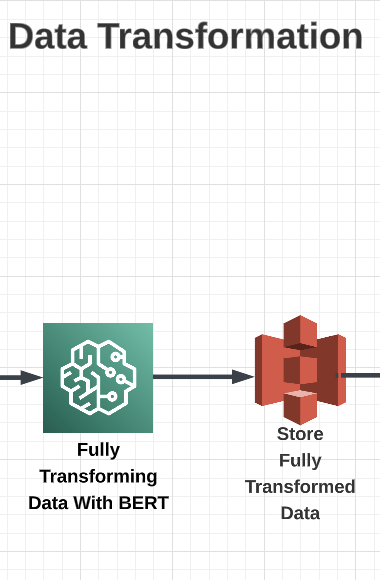 Data Transformation
Fully
Transforming
Data With BERT
Store
Fully
Transformed
Data